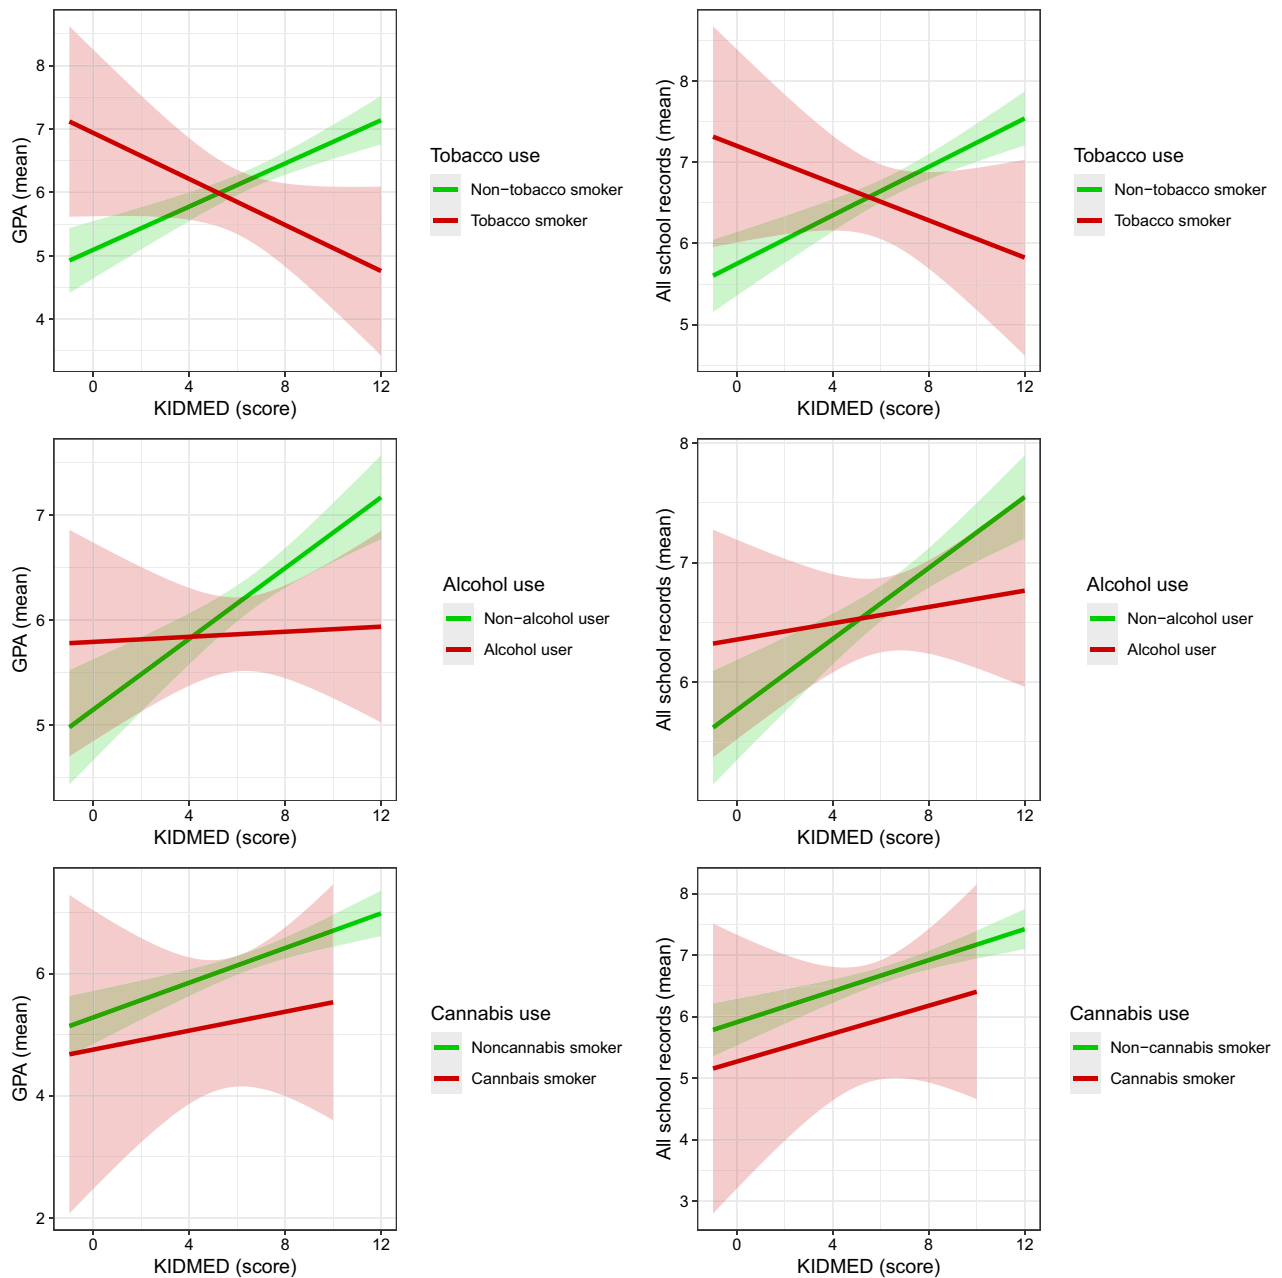 GPA (mean)
8
7
6
5
4
0 4 8 12
KIDMED (score)
Tobacco use
Non-tobacco smoker
Tobacco smoker
All school records (mean)
8
7
6
5
0 4 8 12
KIDMED (score)
Tobacco use
Non-tobacco smoker
Tobacco smoker
GPA (mean)
7
6
5
0 4 8 12
KIDMED (score)
Alcohol use
Non-alcohol user
Alcohol user
All school records (mean)
8
7
6
0 4 8 12
KIDMED (score)
Alcohol use
Non-alcohol user
Alcohol user
GPA (mean)
6
4
2
0 4 8 12
KIDMED (score)
Cannabis use
Noncannabis smoker
Cannbais smoker
All school records (mean)
8
7
6
5
4
3
0 4 8 12
KIDMED (score)
Cannabis use
Non-cannabis smoker
Cannabis smoker